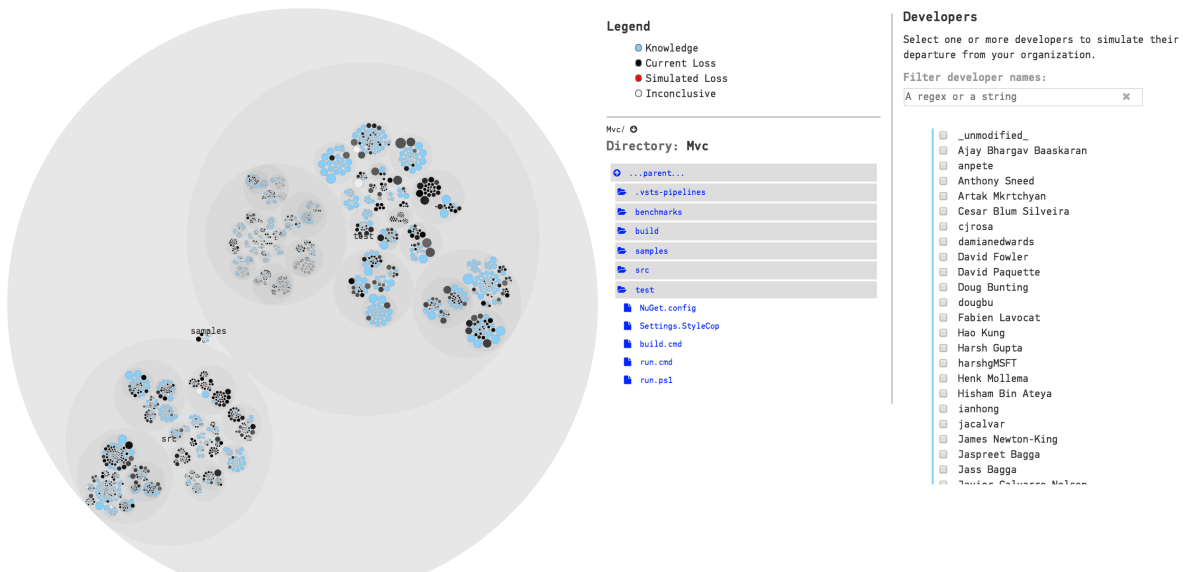 test
samples
src
Legend
Knowledge
Current Loss
Simulated Loss
Inconclusive
Mvc/
Directory: Mvc
...parent...
.vsts-pipelines
benchmarks
build
samples
src
test
NuGet.config
Settings.StyleCop
build.cmd
run.cmd
run.ps1
Developers
Select one or more developers to simulate their
departure from your organization.
Filter developer names:
A regex or a string
_unmodified_
Ajay Bhargav Baaskaran
anpete
Anthony Sneed
Artak Mkrtchyan
Cesar Blum Silveira
cjrosa
damianedwards
David Fowler
David Paquette
Doug Bunting
dougbu
Fabien Lavocat
Hao Kung
Harsh Gupta
harshgMSFT
Henk Mollema
Hisham Bin Ateya
ianhong
jacalvar
James Newton-King
Jaspreet Bagga
Jass Bagga